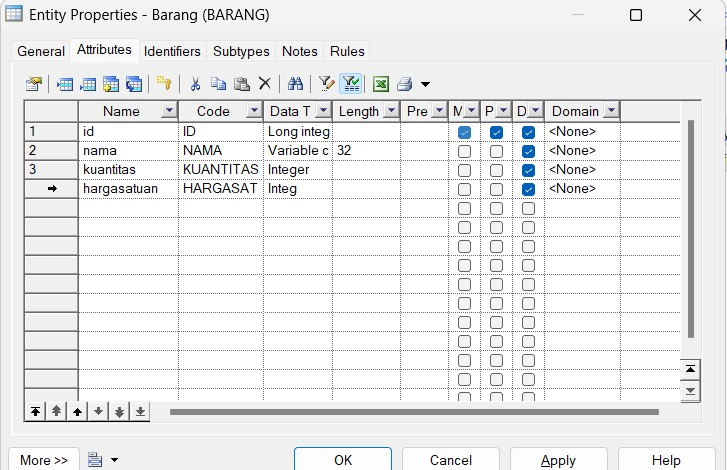 Entity Properties - Barang (BARANG)
General Attributes Identifiers Subtypes Notes Rules
Name Code Data T Length Pre M P D Domain
1 id ID Long integ <None>
2 nama NAMA Variable c 32 <None>
3 kuantitas KUANTITAS Integer <None>
hargasatuan HARGASAT Integ <None>
More >> OK Cancel Apply Help